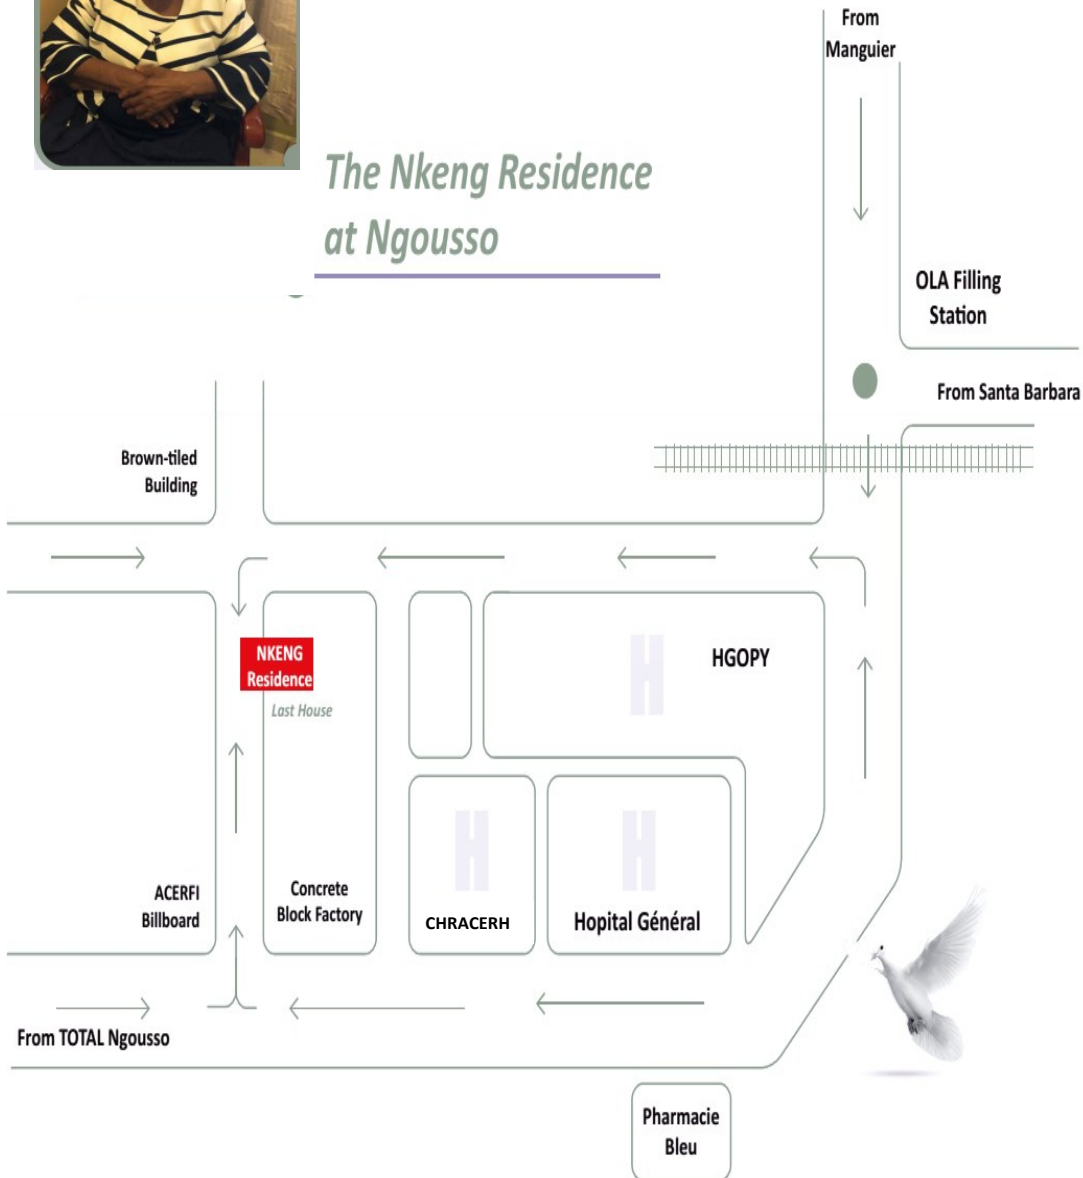 From
Manguier
The Nkeng Residence
at Ngousso
OLA Filling
Station
From Santa Barbara
Brown-tiled
Building
NKENG
Residence
Last House
H
HGOPY
ACERFI
Billboard
Concrete
Block Factory
H
CHRACERH
H
Hopital Général
From TOTAL Ngousso
Pharmacie
Bleu